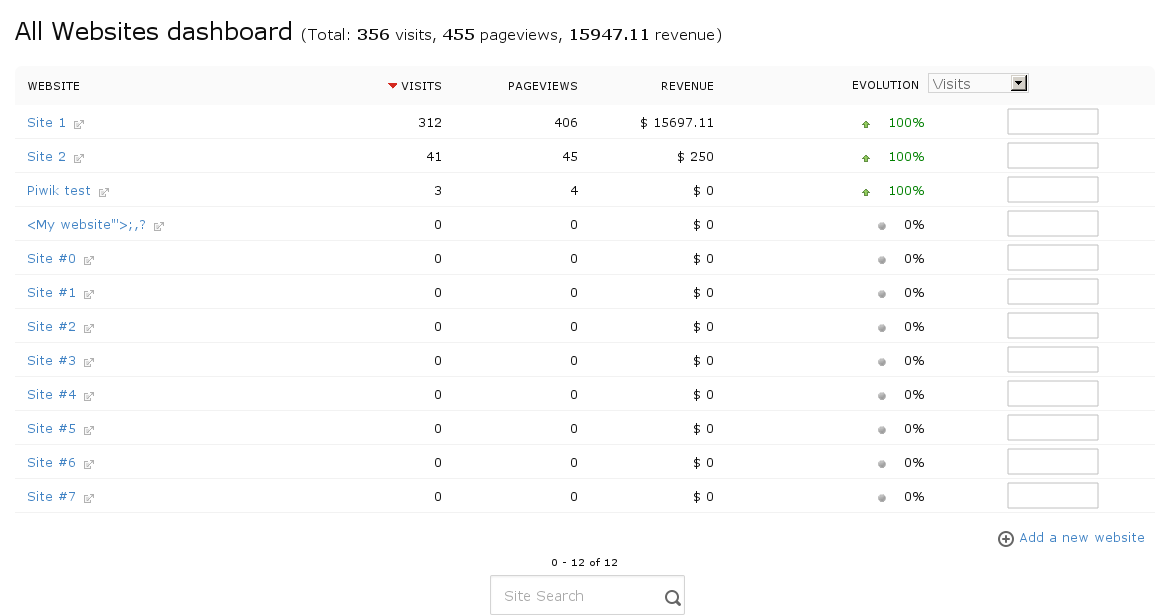 All Websites dashboard (Total: 356 visits, 455 pageviews, 15947.11 revenue)
WEBSITE VISITS PAGEVIEWS REVENUE EVOLUTION Visits
Site 1 312 406 $ 15697.11 100%
Site 2 41 45 $ 250 100%
Piwik test 3 4 $ 0 100%
<My website"'>;,? 0 0 $ 0 0%
Site #0 0 0 $ 0 0%
Site #1 0 0 $ 0 0%
Site #2 0 0 $ 0 0%
Site #3 0 0 $ 0 0%
Site #4 0 0 $ 0 0%
Site #5 0 0 $ 0 0%
Site #6 0 0 $ 0 0%
Site #7 0 0 $ 0 0%
Add a new website
0 - 12 of 12
Site Search